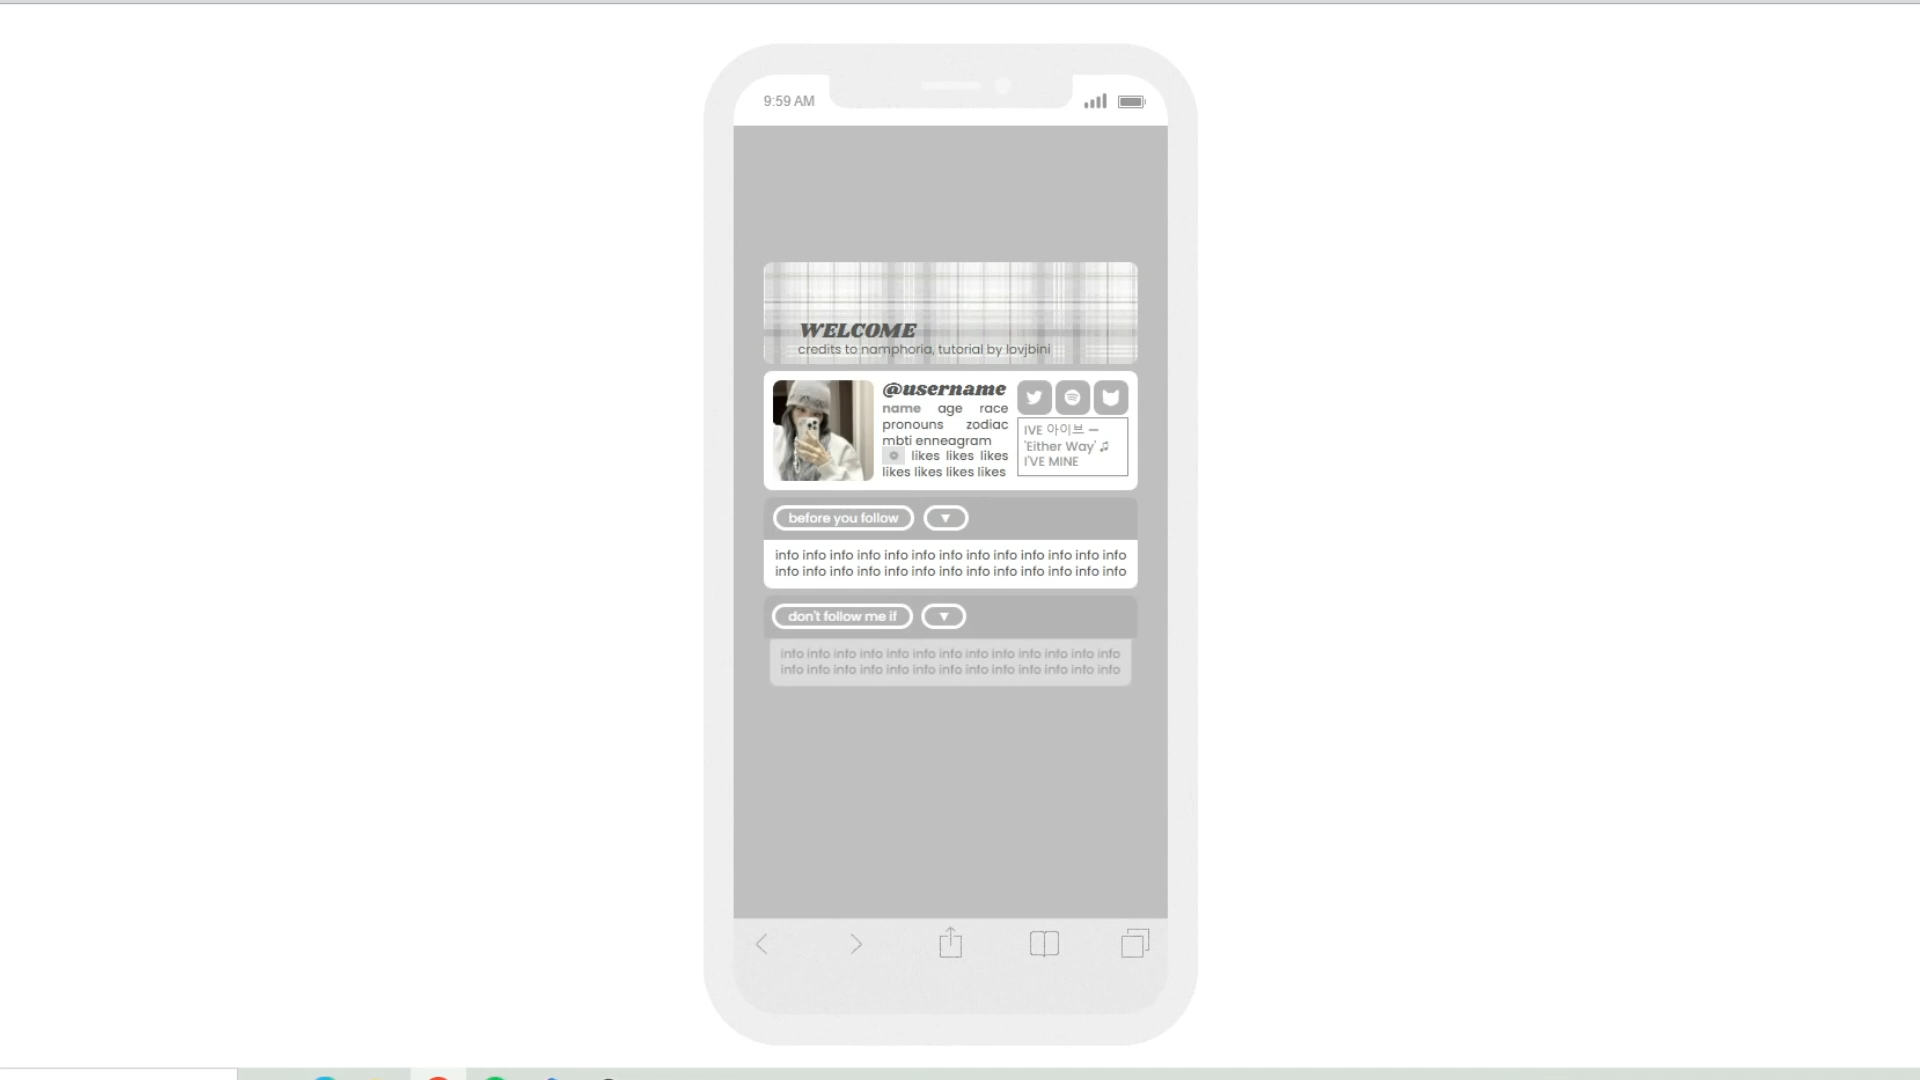 9:59 AM
WELCOME
credits to namphoria, tutorial by lovjbini
@username
name age race
pronouns zodiac
mbti enneagram
likes likes likes
likes likes likes likes
IVE 아이브 –
'Either Way' ♫
I'VE MINE
before you follow ▼
info info info info info info info info info info info info info
info info info info info info info info info info info info info
don't follow me if ▼
info info info info info info info info info info info info info
info info info info info info info info info info info info info